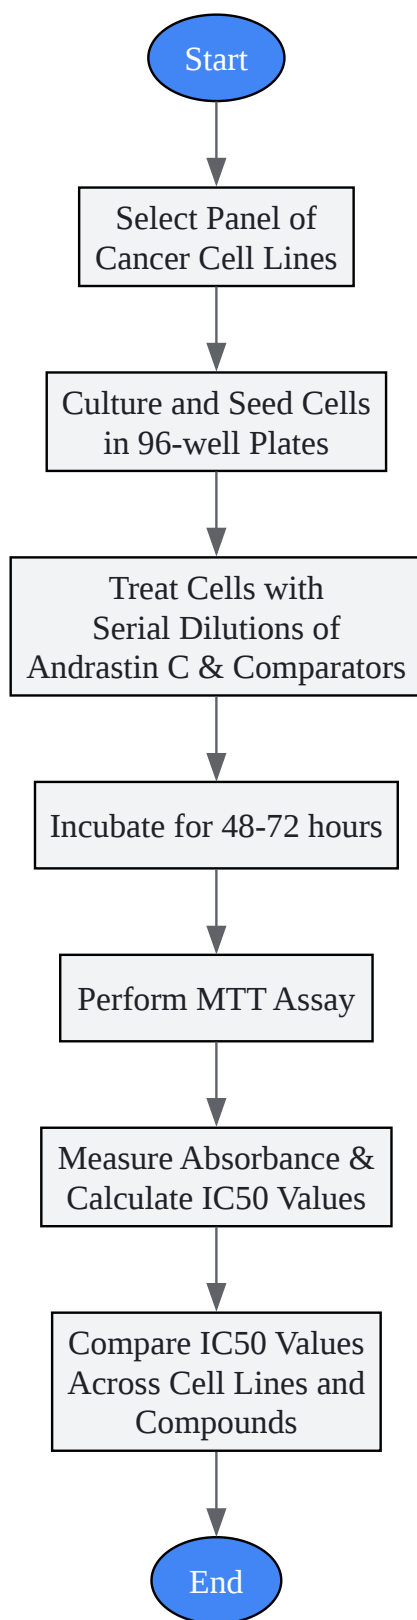 Start
Select Panel of
Cancer Cell Lines
Culture and Seed Cells
in 96-well Plates
Treat Cells with
Serial Dilutions of
Andrastin C & Comparators
Incubate for 48-72 hours
Perform MTT Assay
Measure Absorbance &
Calculate IC50 Values
Compare IC50 Values
Across Cell Lines and
Compounds
End